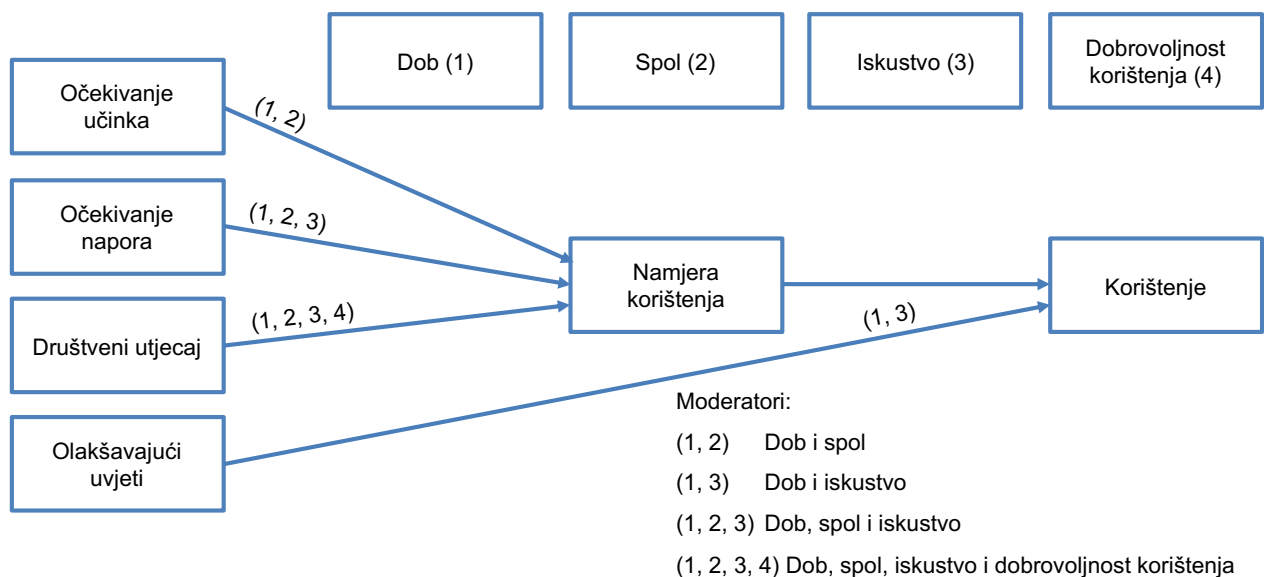 Dob (1)
Spol (2)
Iskustvo (3)
Dobrovoljnost
korištenja (4)
Očekivanje
učinka
(1, 2)
Očekivanje
napora
(1, 2, 3)
Društveni utjecaj
(1, 2, 3, 4)
Olakšavajući
uvjeti
(1, 3)
Namjera
korištenja
Korištenje
Moderatori:
(1, 2) Dob i spol
(1, 3) Dob i iskustvo
(1, 2, 3) Dob, spol i iskustvo
(1, 2, 3, 4) Dob, spol, iskustvo i dobrovoljnost korištenja